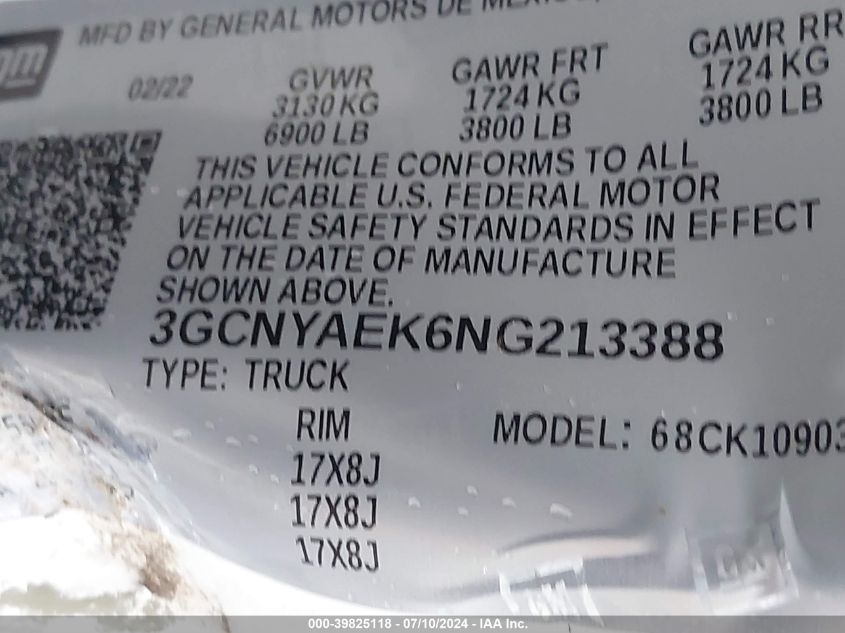 gm MFD BY GENERAL MOTORS DE
02/22 GVWR GAWR FRT GAWR RR
3130 KG 1724 KG 1724 KG
6900 LB 3800 LB 3800 LB
THIS VEHICLE CONFORMS TO ALL
APPLICABLE U.S. FEDERAL MOTOR
VEHICLE SAFETY STANDARDS IN EFFECT
ON THE DATE OF MANUFACTURE
SHOWN ABOVE.
3GCNYAEK6NG213388
TYPE: TRUCK
RIM MODEL: 68CK10903
17X8J
17X8J
17X8J
000-39825118 - 07/10/2024 - IAA Inc.